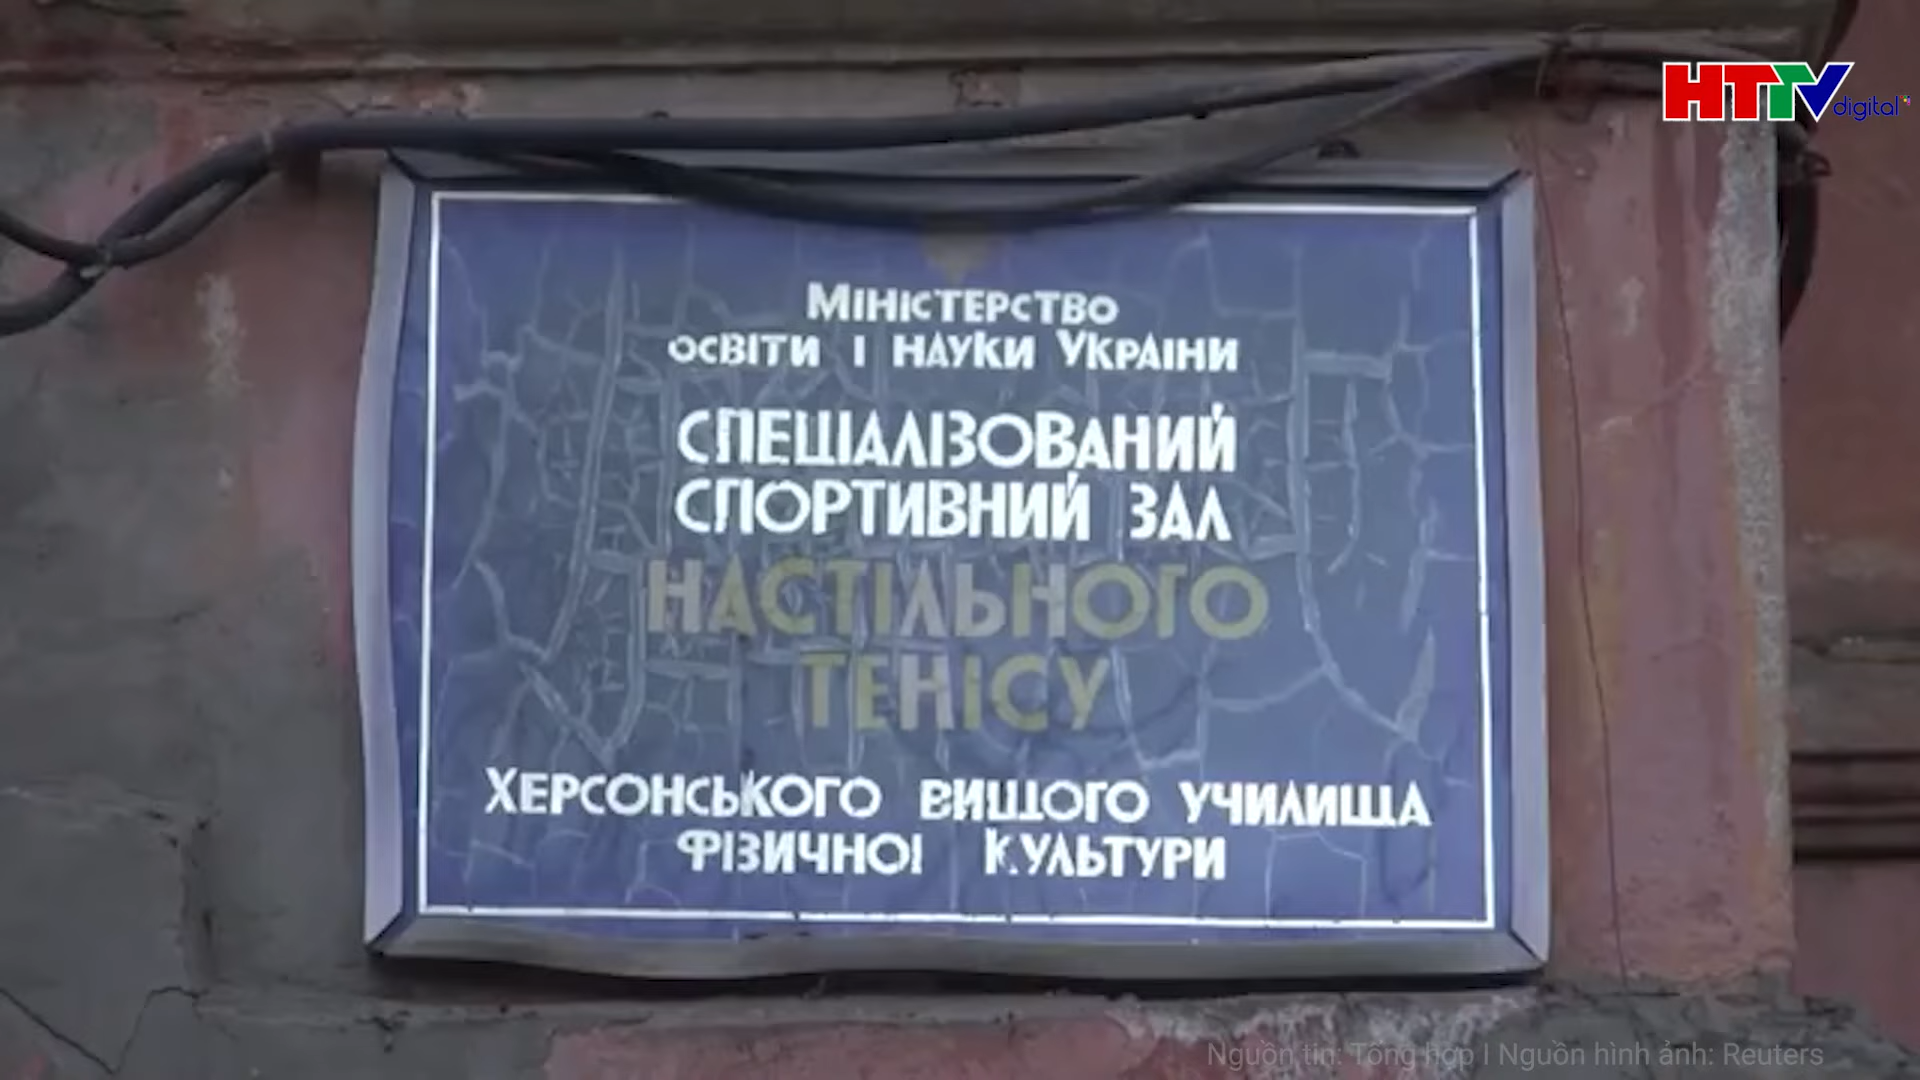 HTTV digital
Міністерство
освіти і науки України
СПЕЦІАЛІЗОВАНИЙ
СПОРТИВНИЙ ЗАЛ
НАСТІЛЬНОГО
ТЕНІСУ
ХЕРСОНСЬКОГО ВИЩОГО УЧИЛИЩА
ФІЗИЧНОЇ КУЛЬТУРИ
Nguồn tin: Tổng hợp I Nguồn hình ảnh: Reuters